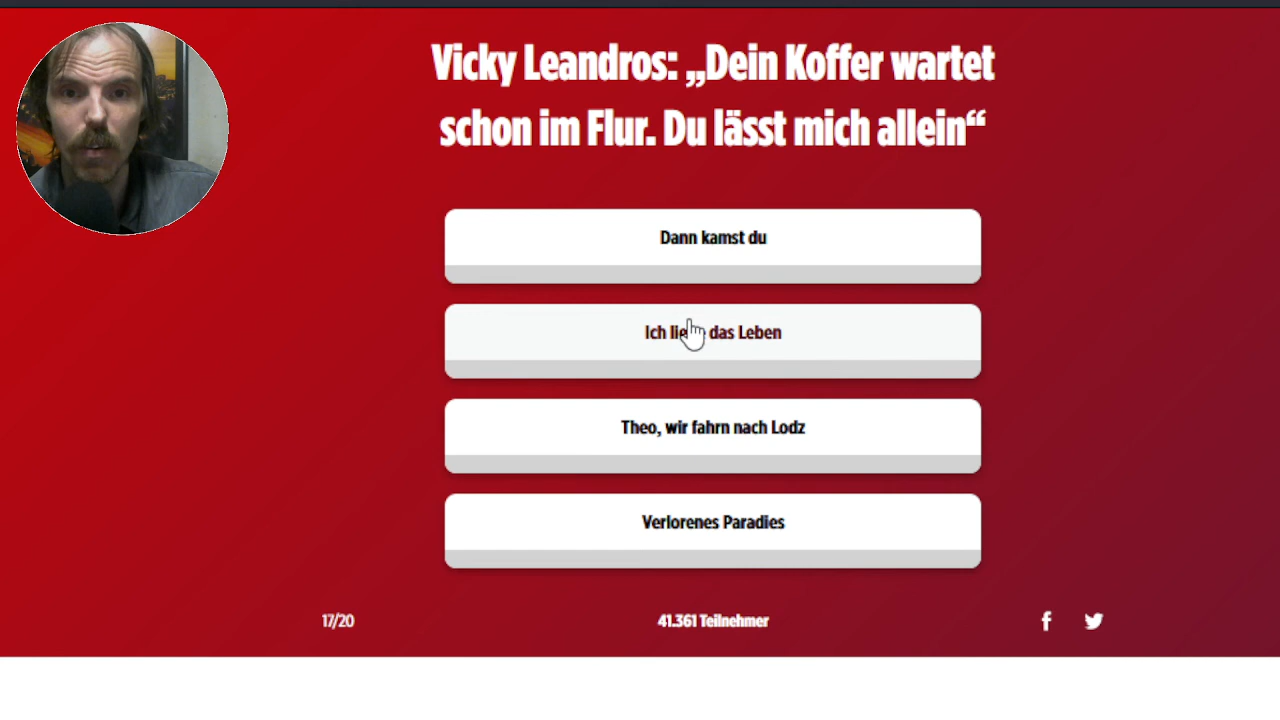 Vicky Leandros: „Dein Koffer wartet
schon im Flur. Du lässt mich allein“
Dann kamst du
Ich das Leben
Theo, wir fahrn nach Lodz
Verlorenes Paradies
17/20
41.361 Teilnehmer